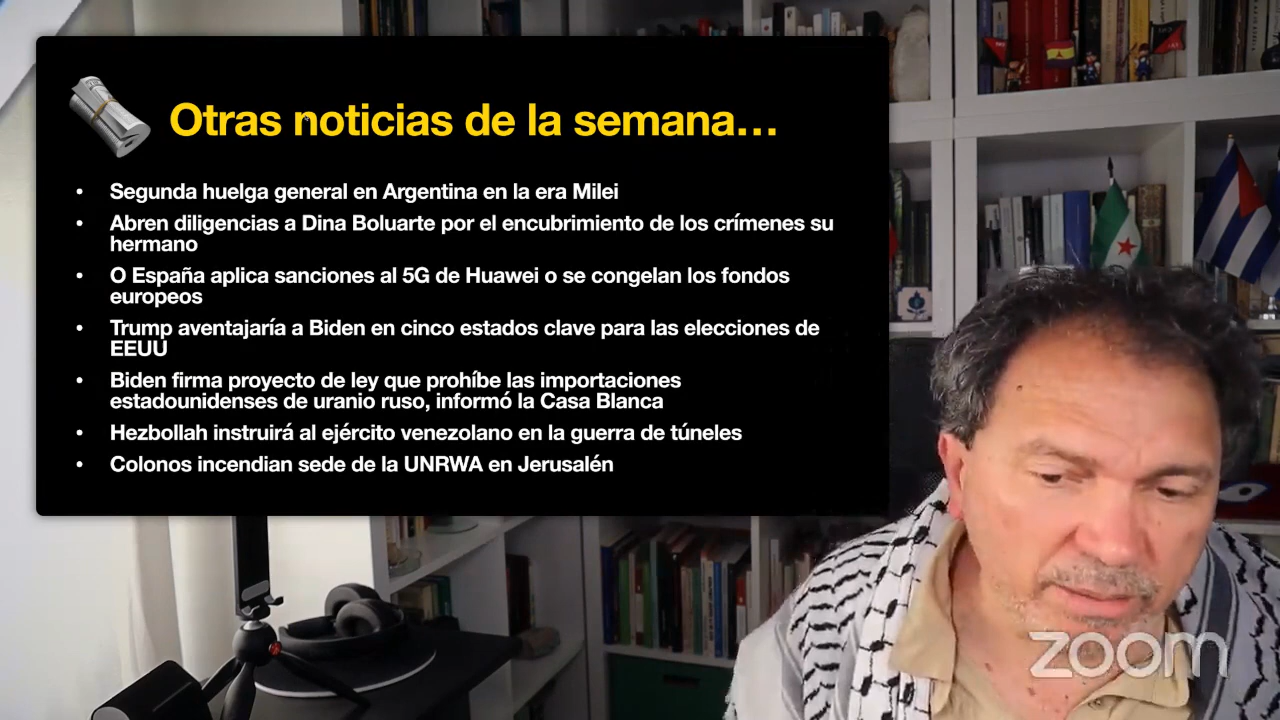 Otras noticias de la semana...
• Segunda huelga general en Argentina en la era Milei
• Abren diligencias a Dina Boluarte por el encubrimiento de los crímenes su
hermano
• O España aplica sanciones al 5G de Huawei o se congelan los fondos
europeos
• Trump aventajaría a Biden en cinco estados clave para las elecciones de
EEUU
• Biden firma proyecto de ley que prohíbe las importaciones
estadounidenses de uranio ruso, informó la Casa Blanca
• Hezbollah instruirá al ejército venezolano en la guerra de túneles
• Colonos incendian sede de la UNRWA en Jerusalén
zoom